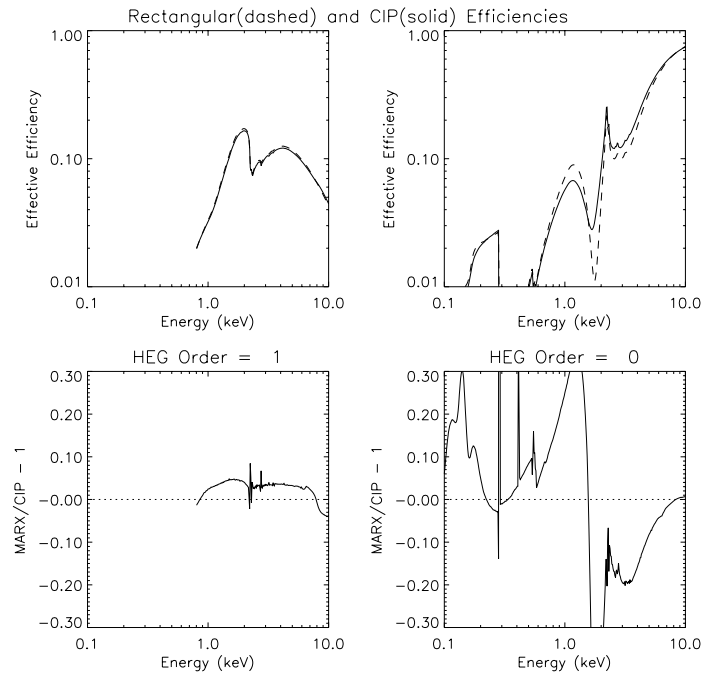 Rectangular(dashed) and CIP(solid) Efficiencies
1.00
0.10
0.01
Effective Efficiency
0.1 1.0 10.0
Energy (keV)
1.00
0.10
0.01
Effective Efficiency
0.1 1.0 10.0
Energy (keV)
HEG Order = 1
0.30
0.20
0.10
-0.00
-0.10
-0.20
-0.30
MARX/CIP - 1
0.1 1.0 10.0
Energy (keV)
HEG Order = 0
0.30
0.20
0.10
-0.00
-0.10
-0.20
-0.30
MARX/CIP - 1
0.1 1.0 10.0
Energy (keV)